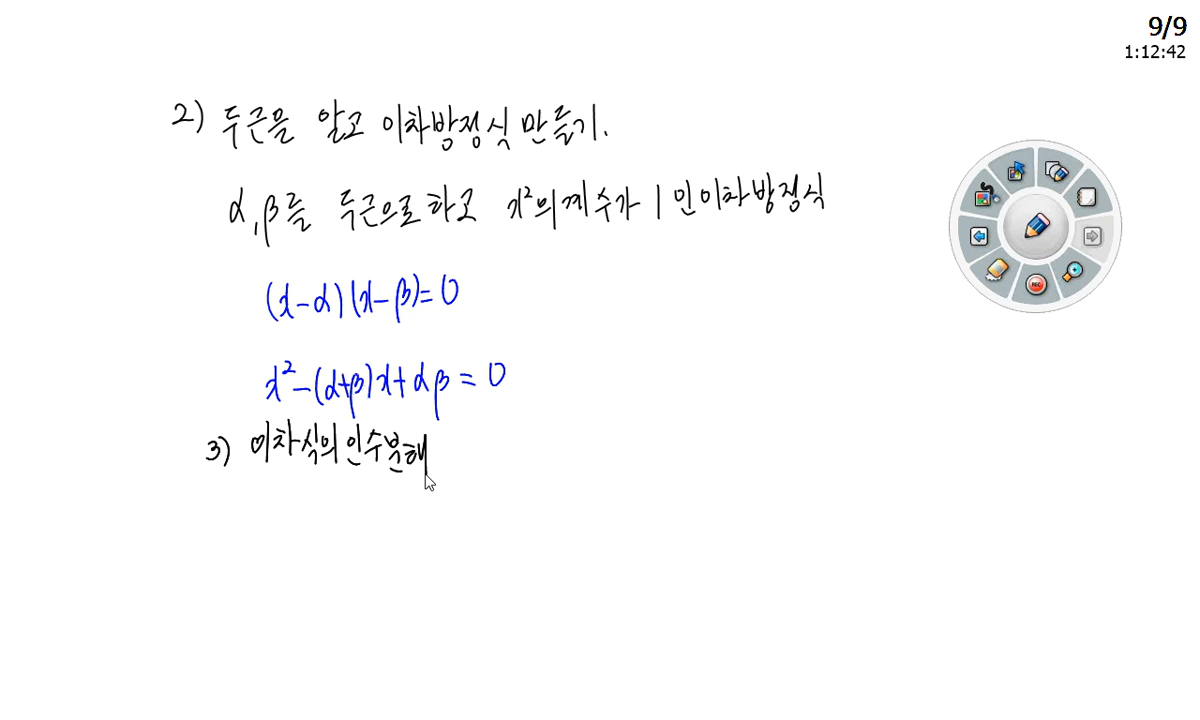 9/9
1:12:42
2) 두근을 알고 이차방정식 만들기.
α,β를 두근으로 하고 x²의 계수가 1인 이차방정식
(x-α)(x-β)=0
x²-(α+β)x+αβ=0
3) 이차식의 인수분해
REC